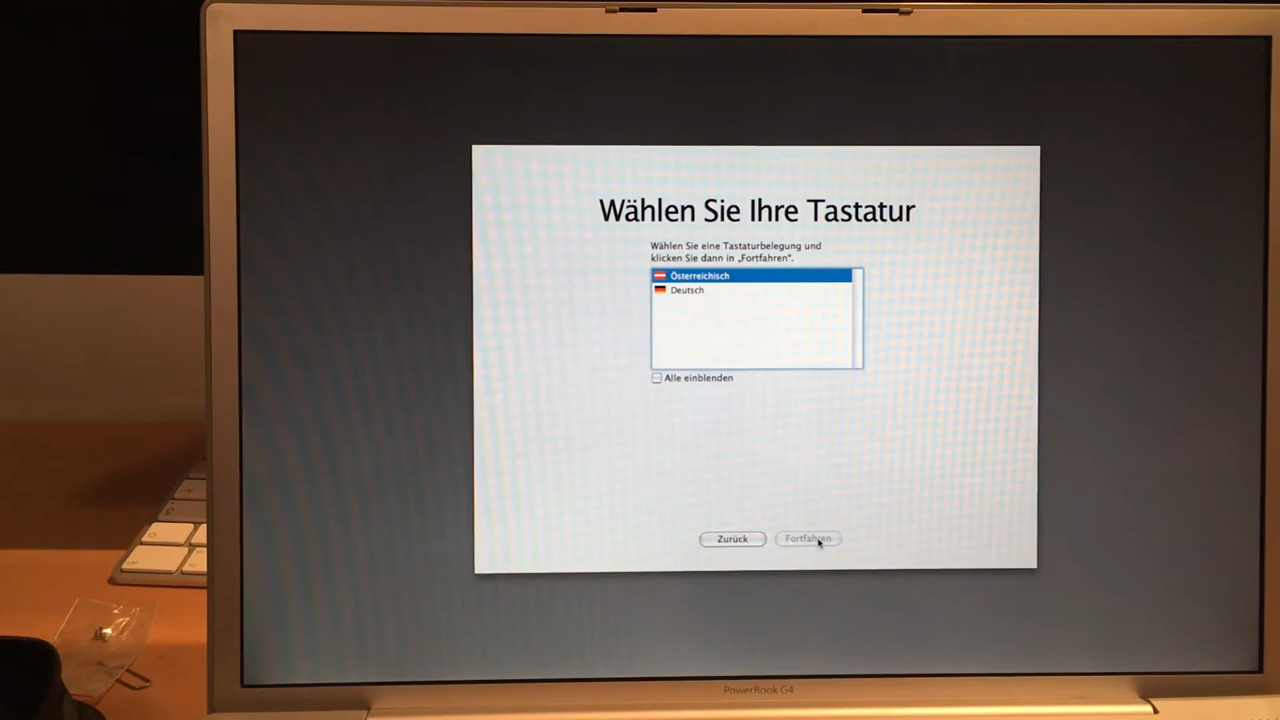 Wählen Sie Ihre Tastatur
Wählen Sie eine Tastaturbelegung und
klicken Sie dann in „Fortfahren“.
Österreichisch
Deutsch
Alle einblenden
Zurück
Fortfahren
PowerBook G4